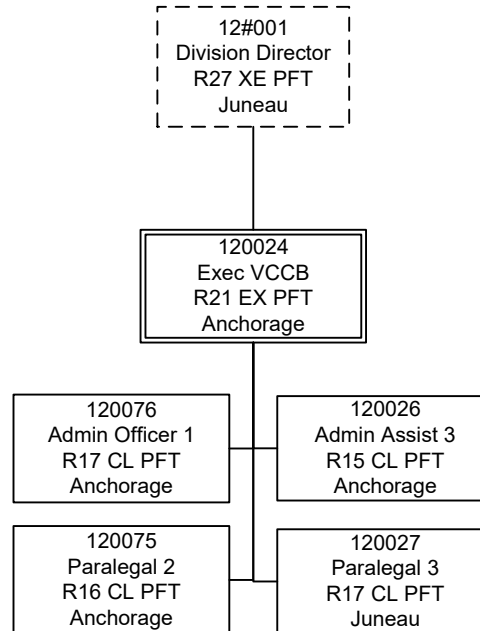 12#001
Division Director
R27 XE PFT
Juneau
120024
Exec VCCB
R21 EX PFT
Anchorage
120076
Admin Officer 1
R17 CL PFT
Anchorage
120026
Admin Assist 3
R15 CL PFT
Anchorage
120075
Paralegal 2
R16 CL PFT
Anchorage
120027
Paralegal 3
R17 CL PFT
Juneau